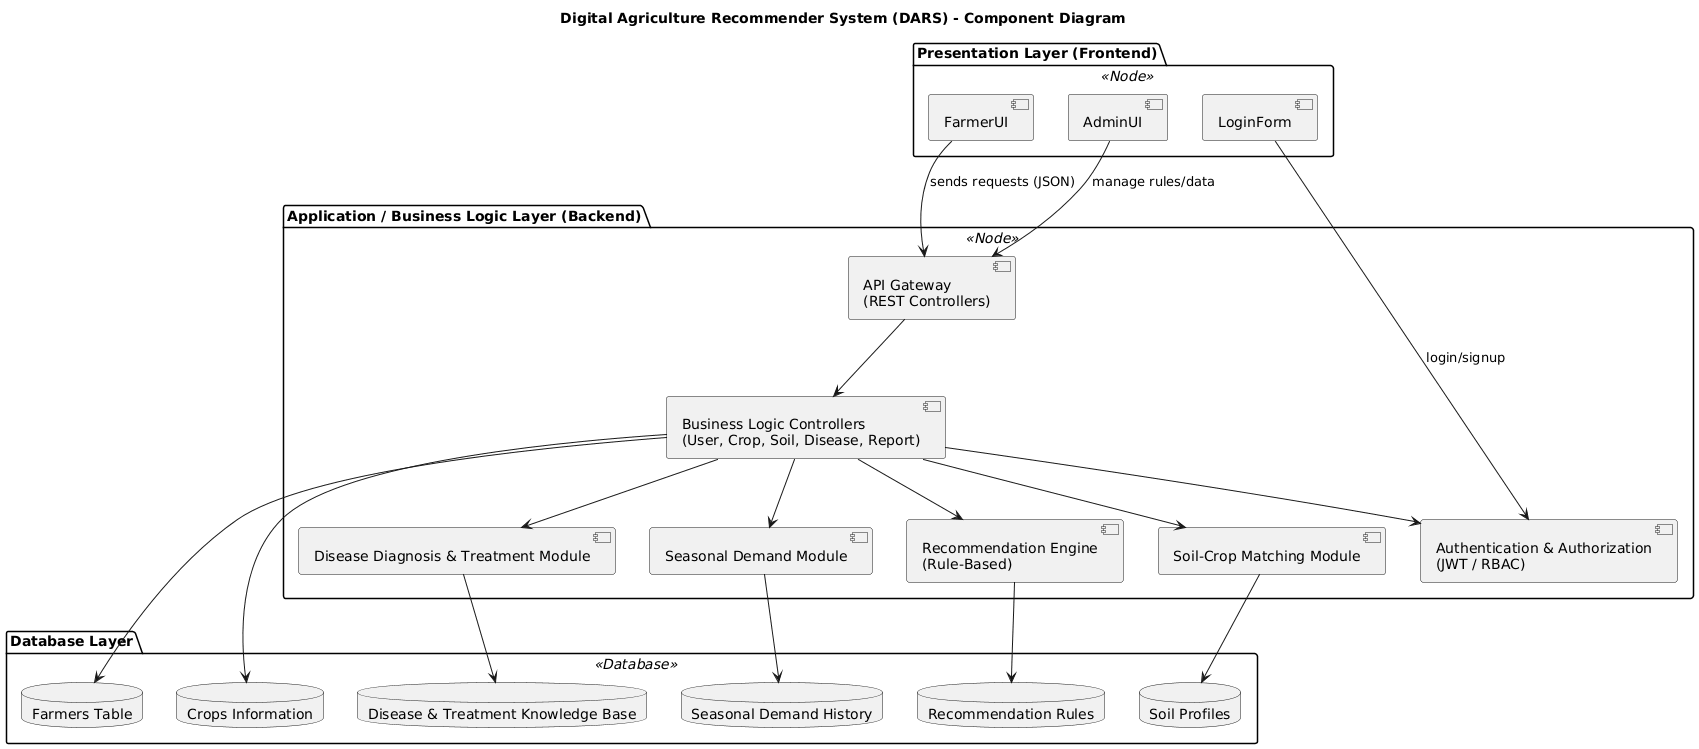 Digital Agriculture Recommender System (DARS) - Component Diagram
Presentation Layer (Frontend)
«Node»
FarmerUI
AdminUI
LoginForm
sends requests (JSON)
manage rules/data
Application / Business Logic Layer (Backend)
«Node»
API Gateway
(REST Controllers)
login/signup
Business Logic Controllers
(User, Crop, Soil, Disease, Report)
Disease Diagnosis & Treatment Module
Seasonal Demand Module
Recommendation Engine
(Rule-Based)
Soil-Crop Matching Module
Authentication & Authorization
(JWT / RBAC)
Database Layer
«Database»
Farmers Table
Crops Information
Disease & Treatment Knowledge Base
Seasonal Demand History
Recommendation Rules
Soil Profiles